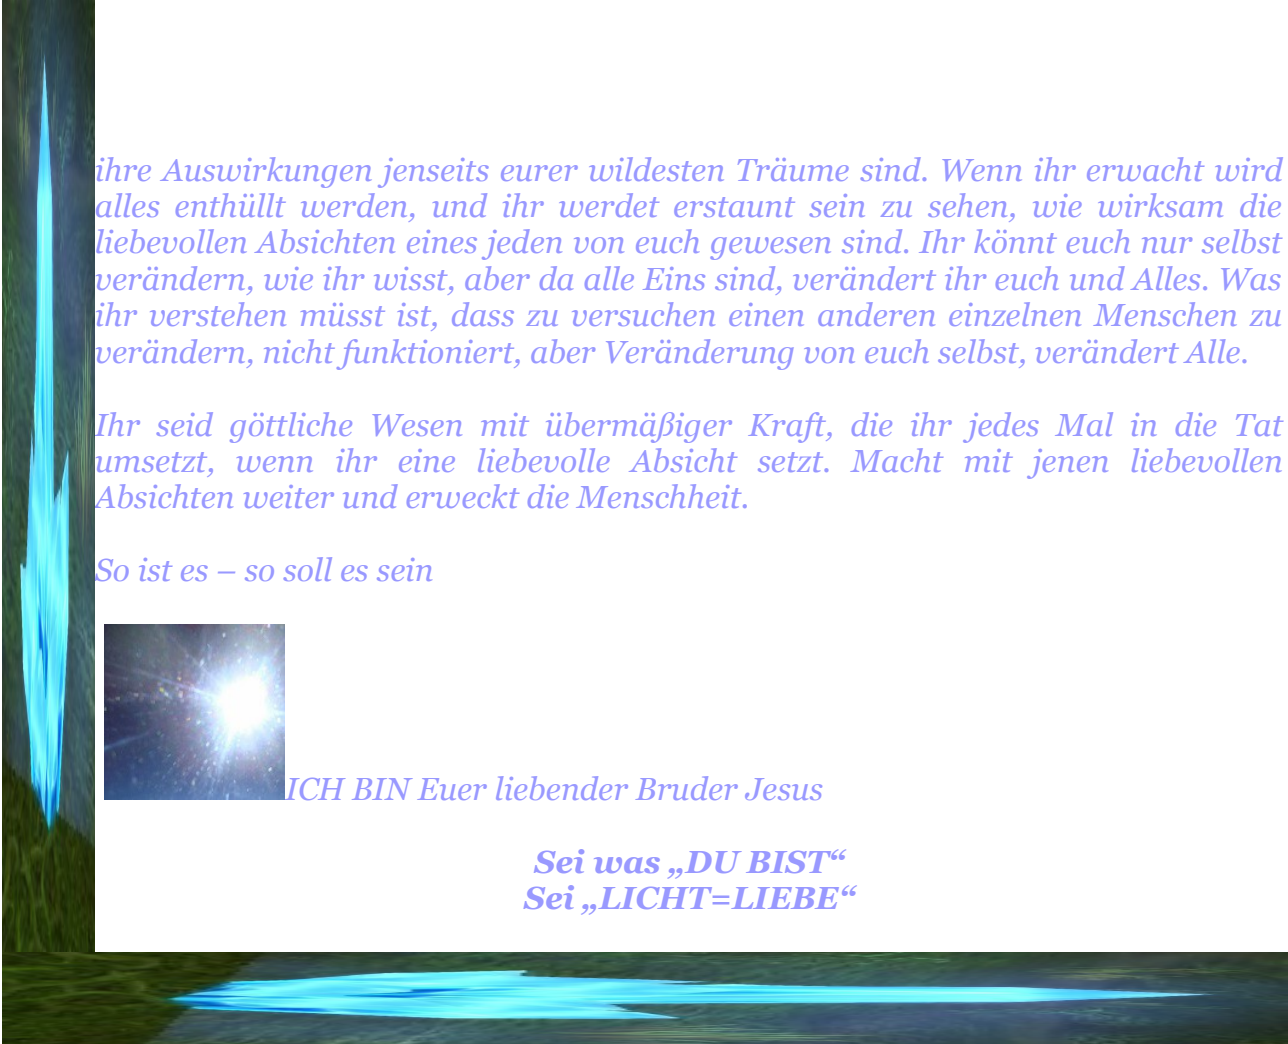 ihre Auswirkungen jenseits eurer wildesten Träume sind. Wenn ihr erwacht wird
alles enthüllt werden, und ihr werdet erstaunt sein zu sehen, wie wirksam die
liebevollen Absichten eines jeden von euch gewesen sind. Ihr könnt euch nur selbst
verändern, wie ihr wisst, aber da alle Eins sind, verändert ihr euch und Alles. Was
ihr verstehen müsst ist, dass zu versuchen einen anderen einzelnen Menschen zu
verändern, nicht funktioniert, aber Veränderung von euch selbst, verändert Alle.
Ihr seid göttliche Wesen mit übermäßiger Kraft, die ihr jedes Mal in die Tat
umsetzt, wenn ihr eine liebevolle Absicht setzt. Macht mit jenen liebevollen
Absichten weiter und erweckt die Menschheit.
So ist es – so soll es sein
ICH BIN Euer liebender Bruder Jesus
Sei was „DU BIST“
Sei „LICHT=LIEBE“